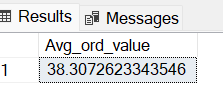 Results Messages
Avg_ord_value
1 38.3072623343546